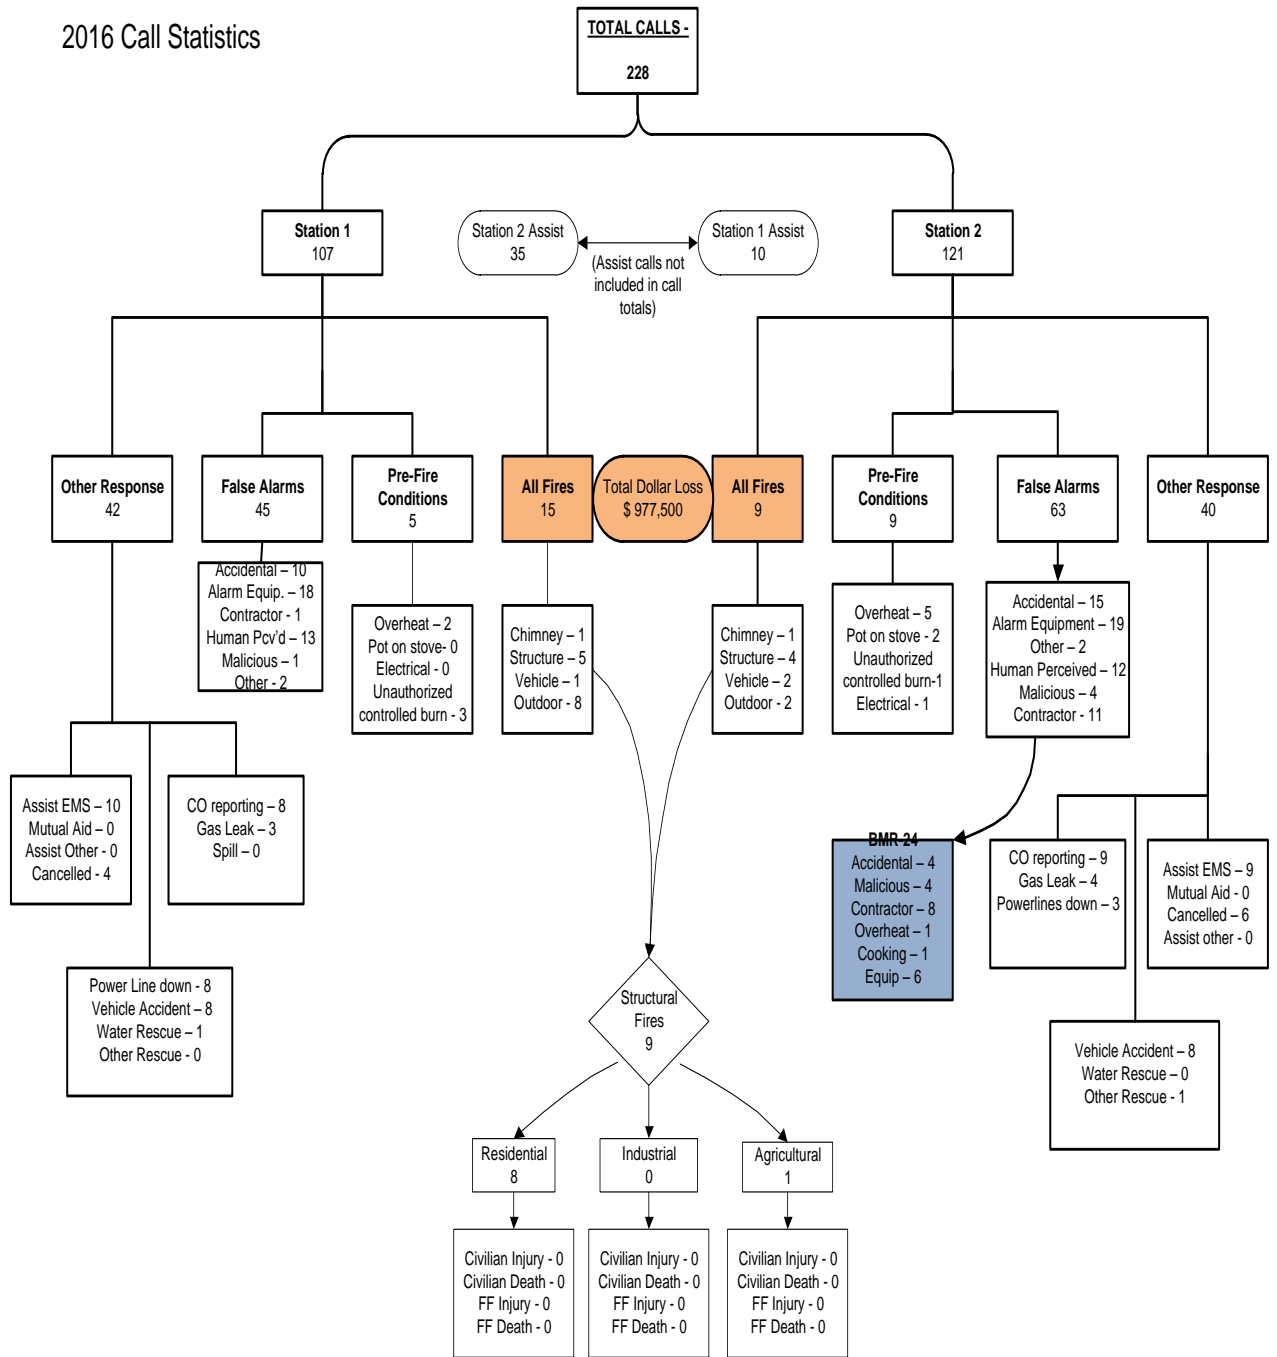 2016 Call Statistics
TOTAL CALLS -
228
Station 1
107
Station 2 Assist
35
(Assist calls not
included in call
totals)
Station 1 Assist
10
Station 2
121
Other Response
42
False Alarms
45
Pre-Fire
Conditions
5
All Fires
15
Total Dollar Loss
$ 977,500
All Fires
9
Pre-Fire
Conditions
9
False Alarms
63
Other Response
40
Accidental – 10
Alarm Equip. – 18
Contractor - 1
Human Pcv'd – 13
Malicious – 1
Other - 2
Overheat – 2
Pot on stove- 0
Electrical - 0
Unauthorized
controlled burn - 3
Chimney – 1
Structure – 5
Vehicle – 1
Outdoor - 8
Chimney – 1
Structure – 4
Vehicle – 2
Outdoor - 2
Overheat – 5
Pot on stove - 2
Unauthorized
controlled burn-1
Electrical - 1
Accidental – 15
Alarm Equipment – 19
Other – 2
Human Perceived – 12
Malicious – 4
Contractor - 11
Assist EMS – 10
Mutual Aid – 0
Assist Other - 0
Cancelled - 4
CO reporting – 8
Gas Leak – 3
Spill – 0
Power Line down - 8
Vehicle Accident – 8
Water Rescue – 1
Other Rescue - 0
BMR-24
Accidental – 4
Malicious – 4
Contractor – 8
Overheat – 1
Cooking – 1
Equip – 6
CO reporting – 9
Gas Leak – 4
Powerlines down – 3
Assist EMS – 9
Mutual Aid - 0
Cancelled – 6
Assist other - 0
Vehicle Accident – 8
Water Rescue – 0
Other Rescue - 1
Structural
Fires
9
Residential
8
Industrial
0
Agricultural
1
Civilian Injury - 0
Civilian Death - 0
FF Injury - 0
FF Death - 0
Civilian Injury - 0
Civilian Death - 0
FF Injury - 0
FF Death - 0
Civilian Injury - 0
Civilian Death - 0
FF Injury - 0
FF Death - 0